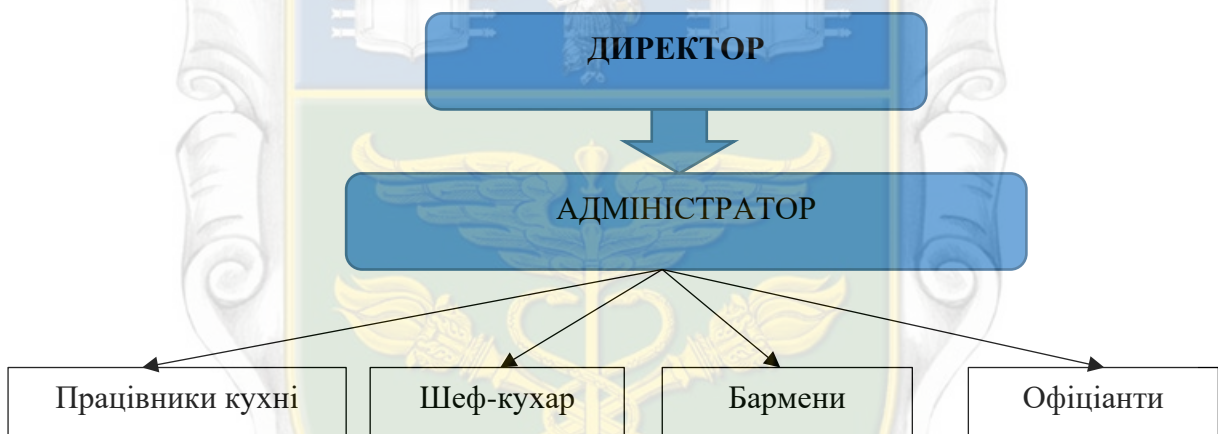 ДИРЕКТОР
АДМІНІСТРАТОР
Працівники кухні
Шеф-кухар
Бармени
Офіціанти